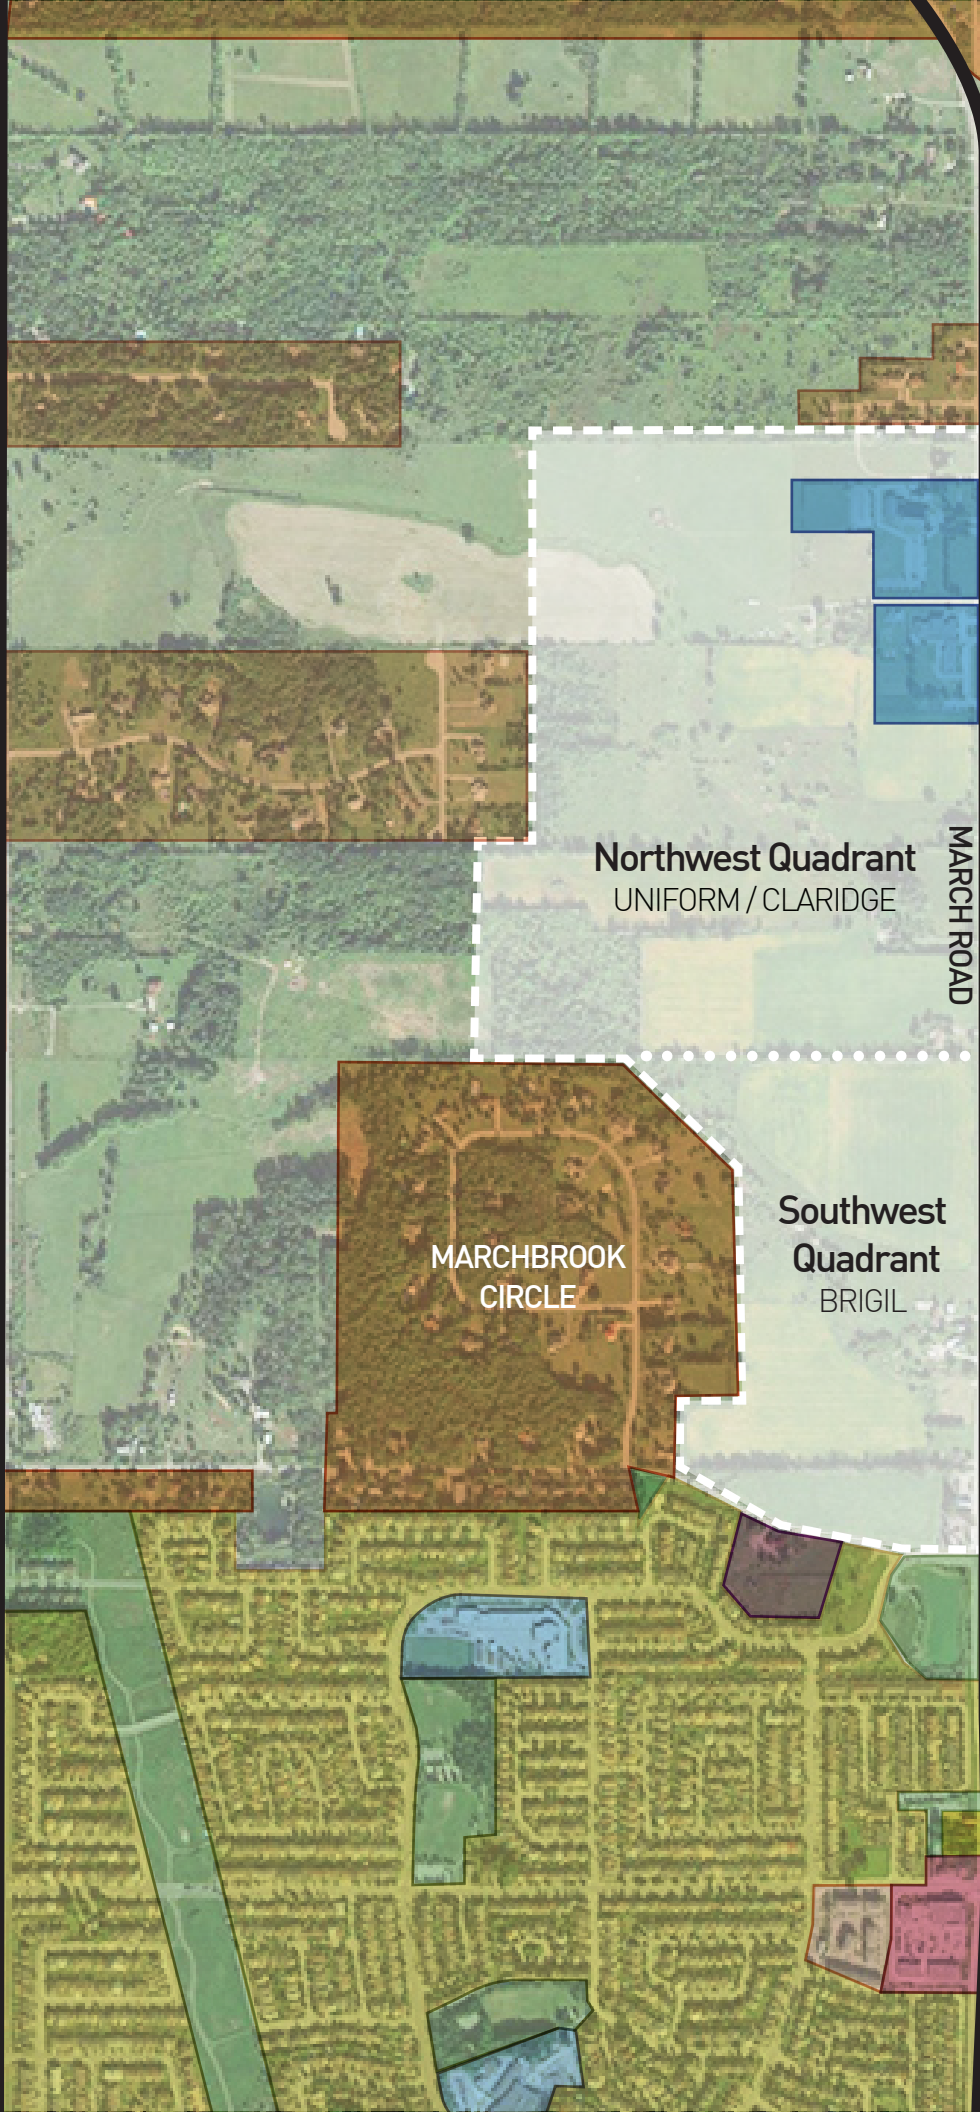 Northwest Quadrant
UNIFORM / CLARIDGE
MARCH ROAD
MARCHBROOK
CIRCLE
Southwest
Quadrant
BRIGIL